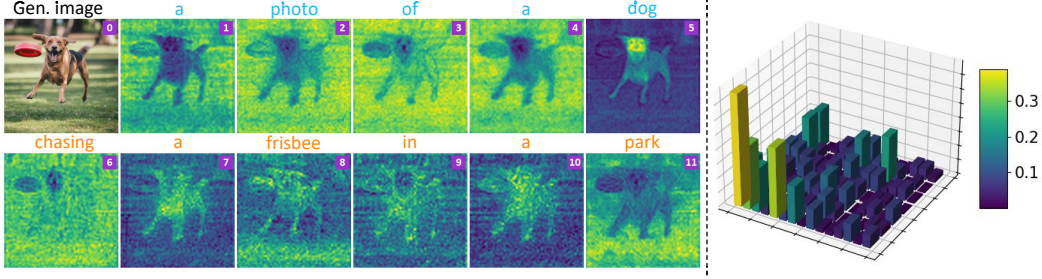 Gen. image a photo of a dog
0 1 2 3 4 5
chasing a frisbee in a park
6 7 8 9 10 11
0.3
0.2
0.1